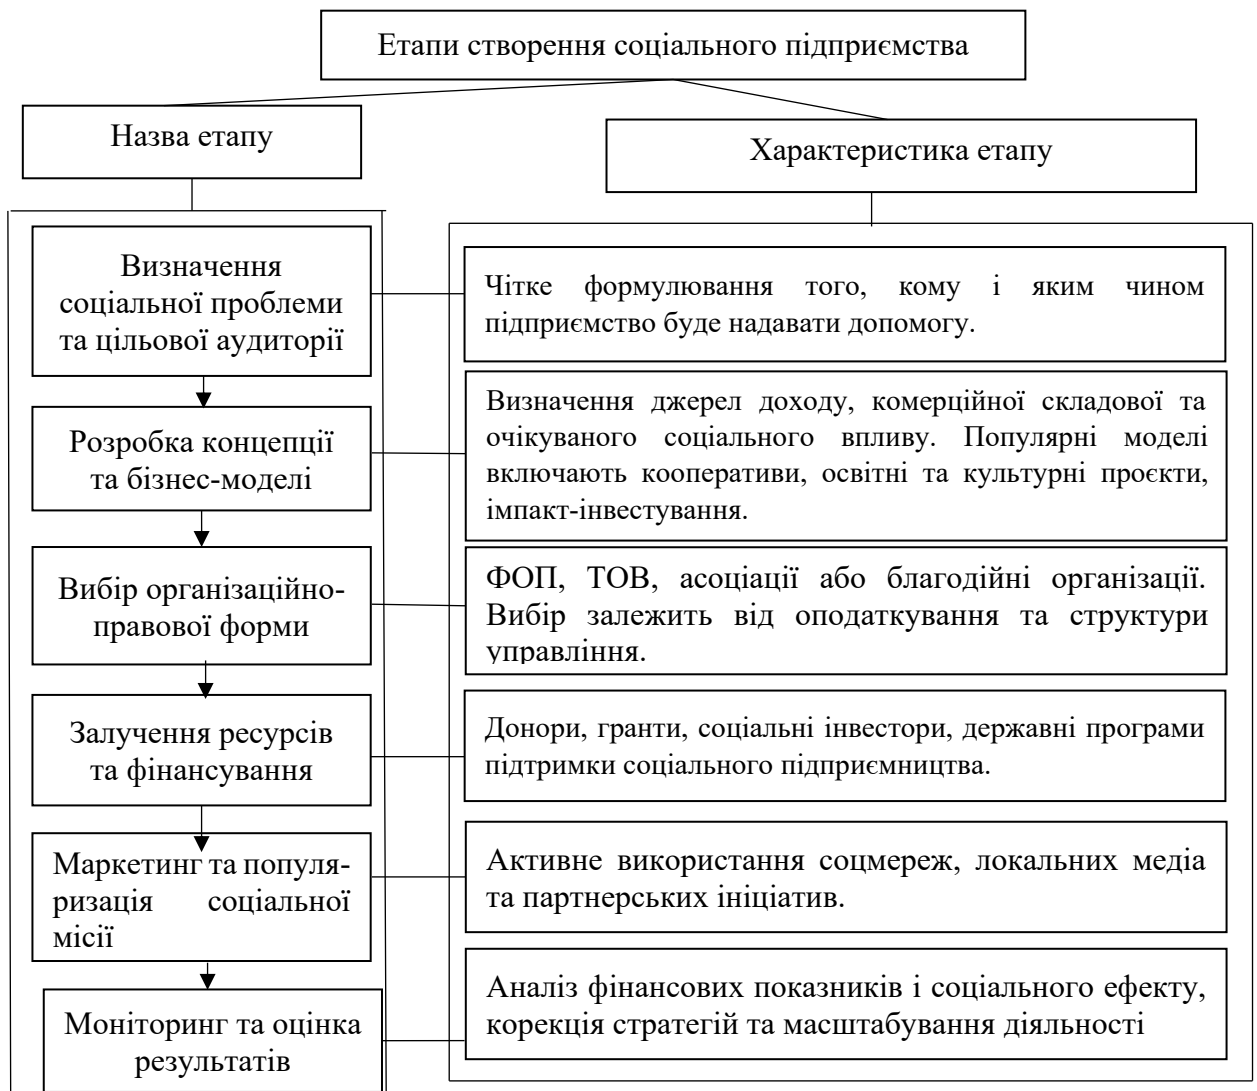 Етапи створення соціального підприємства
Назва етапу
Характеристика етапу
Визначення
соціальної проблеми
та цільової аудиторії
Чітке формулювання того, кому і яким чином
підприємство буде надавати допомогу.
Розробка концепції
та бізнес-моделі
Визначення джерел доходу, комерційної складової та
очікуваного соціального впливу. Популярні моделі
включають кооперативи, освітні та культурні проєкти,
імпакт-інвестування.
Вибір організаційно-
правової форми
ФОП, ТОВ, асоціації або благодійні організації.
Вибір залежить від оподаткування та структури
управління.
Залучення ресурсів
та фінансування
Донори, гранти, соціальні інвестори, державні програми
підтримки соціального підприємництва.
Маркетинг та популя-
ризація соціальної
місії
Активне використання соцмереж, локальних медіа
та партнерських ініціатив.
Моніторинг та оцінка
результатів
Аналіз фінансових показників і соціального ефекту,
корекція стратегій та масштабування діяльності